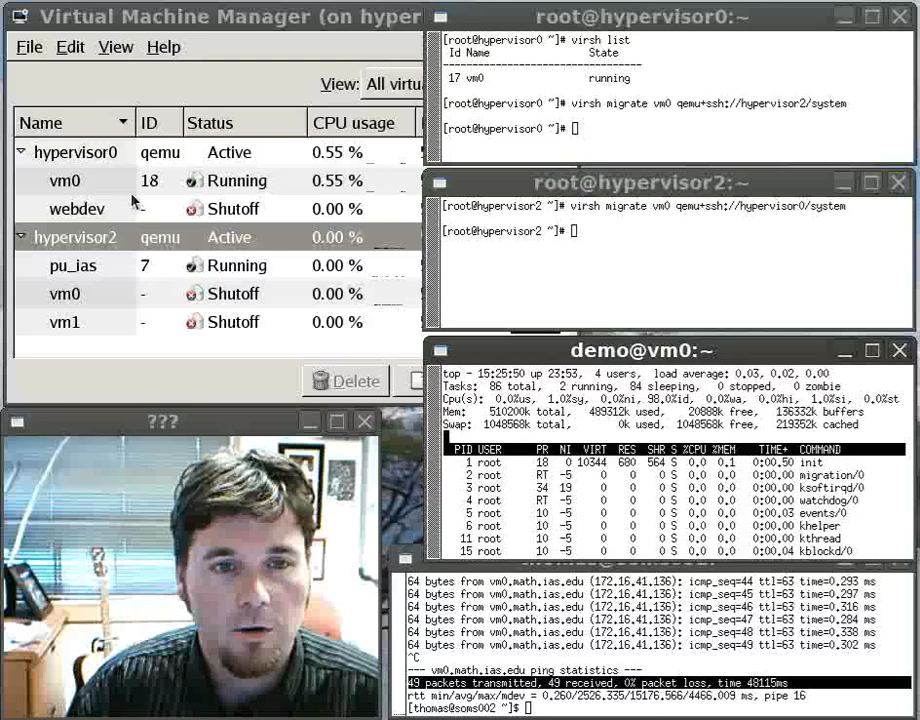 Virtual Machine Manager (on hyper
File Edit View Help
View: All virtu
Name ID Status CPU usage
hypervisor0 qemu Active 0.55 %
vm0 18 Running 0.55 %
webdev - Shutoff 0.00 %
hypervisor2 qemu Active 0.00 %
pu_ias 7 Running 0.00 %
vm0 - Shutoff 0.00 %
vm1 - Shutoff 0.00 %
Delete
root@hypervisor0:~
[root@hypervisor0 ~]# virsh list
Id Name State
----------------------------------
17 vm0 running
[root@hypervisor0 ~]# virsh migrate vm0 qemu+ssh://hypervisor2/system
[root@hypervisor0 ~]#
root@hypervisor2:~
[root@hypervisor2 ~]# virsh migrate vm0 qemu+ssh://hypervisor0/system
[root@hypervisor2 ~]#
demo@vm0:~
top - 15:25:50 up 23:53, 4 users, load average: 0.03, 0.02, 0.00
Tasks: 86 total, 2 running, 84 sleeping, 0 stopped, 0 zombie
Cpu(s): 0.0%us, 1.0%sy, 0.0%ni, 98.0%id, 0.0%wa, 0.0%hi, 1.0%si, 0.0%st
Mem: 510200k total, 489312k used, 20888k free, 136332k buffers
Swap: 1048568k total, 0k used, 1048568k free, 219352k cached
PID USER PR NI VIRT RES SHR S %CPU %MEM TIME+ COMMAND
1 root 18 0 10344 680 564 S 0.0 0.1 0:00.50 init
2 root RT -5 0 0 0 S 0.0 0.0 0:00.00 migration/0
3 root 34 19 0 0 0 S 0.0 0.0 0:00.00 ksoftirqd/0
4 root RT -5 0 0 0 S 0.0 0.0 0:00.00 watchdog/0
5 root 10 -5 0 0 0 S 0.0 0.0 0:00.03 events/0
6 root 10 -5 0 0 0 S 0.0 0.0 0:00.00 khelper
11 root 10 -5 0 0 0 S 0.0 0.0 0:00.00 kthread
15 root 10 -5 0 0 0 S 0.0 0.0 0:00.04 kblockd/0
???
64 bytes from vm0.math.ias.edu (172.16.41.136): icmp_seq=44 ttl=63 time=0.293 ms
64 bytes from vm0.math.ias.edu (172.16.41.136): icmp_seq=45 ttl=63 time=0.297 ms
64 bytes from vm0.math.ias.edu (172.16.41.136): icmp_seq=46 ttl=63 time=0.316 ms
64 bytes from vm0.math.ias.edu (172.16.41.136): icmp_seq=47 ttl=63 time=0.284 ms
64 bytes from vm0.math.ias.edu (172.16.41.136): icmp_seq=48 ttl=63 time=0.338 ms
64 bytes from vm0.math.ias.edu (172.16.41.136): icmp_seq=49 ttl=63 time=0.302 ms
^C
--- vm0.math.ias.edu ping statistics ---
49 packets transmitted, 49 received, 0% packet loss, time 48115ms
rtt min/avg/max/mdev = 0.260/2526.335/15176.566/4466.009 ms, pipe 16
[thomas@soms002 ~]$